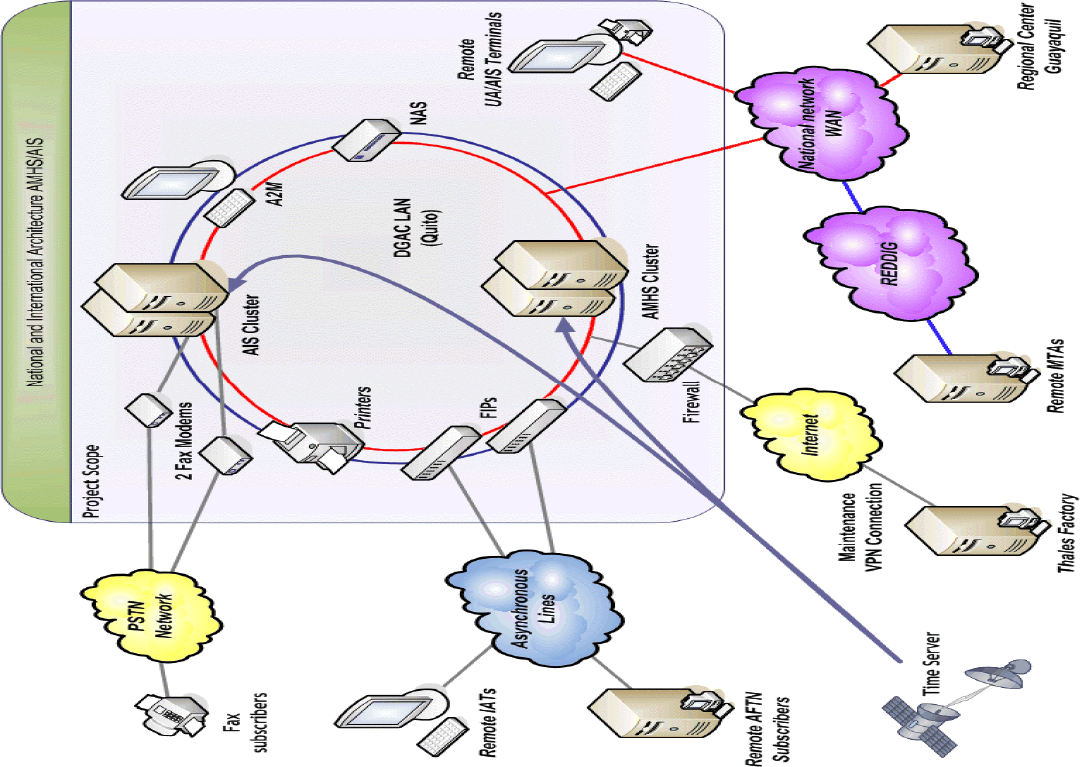 National and International Architecture AMHS/AIS
Project Scope
Fax
subscribers
PSTN
Network
2 Fax Modems
AIS Cluster
A2M
Remote
UA/AIS Terminals
Remote IATs
Asynchronous
Lines
Printers
FIPs
DGAC LAN
(Quito)
NAS
Remote AFTN
Subscribers
Firewall
AMHS Cluster
National network
WAN
Internet
REDDIG
Maintenance
VPN Connection
Time Server
Thales Factory
Remote MTAs
Regional Center
Guayaquil